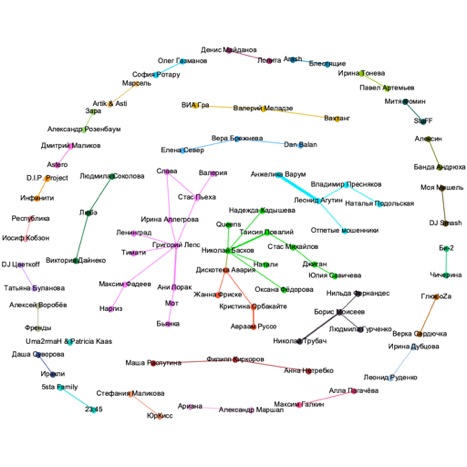 Денис Майданов
Олег Газманов
Лолита
Arash
Блестящие
София Ротару
Ирина Тонева
Марсель
Павел Артемьев
Artik & Asti
ВИА Гра
Валерий Меладзе
Митя Фомин
Зара
Вахтанг
StaFF
Александр Розенбаум
Вера Брежнева
Алексин
Дмитрий Маликов
Елена Север
Dan Balan
Astero
Слава
Валерия
Анжелика Варум
Банда Андрюха
D.I.P. Project
Людмила Соколова
Владимир Пресняков
Моя Мишель
Инфинити
Стас Пьеха
Леонид Агутин
Наталья Подольская
Республика
Люба
Ирина Аллегрова
Надежда Кадышева
DJ Smash
Ленинград
Queens
Таисия Повалий
Отпетые мошенники
Иосиф Кобзон
Григорий Лепс
Николай Басков
Стас Михайлов
Би-2
Тимати
DJ Цветкоff
Виктория Дайнеко
Дискотека Авария
Натали
Джиган
Юлия Савичева
Чичерина
Татьяна Буланова
Максим Фадеев
Ани Лорак
Оксана Фёдорова
Жанна Фриске
Нильда Фернандес
Глюкоza
Алексей Воробьёв
Наргиз
Мот
Кристина Орбакайте
Борис Моисеев
Френды
Бьянка
Авраам Руссо
Людмила Гурченко
Верка Сердючка
Uma2rmaH & Patricia Kaas
Николай Трубач
Ирина Дубцова
Даша Суворова
Маша Распутина
Филипп Киркоров
Иракли
Анна Нетребко
Леонид Руденко
5sta Family
Стефания Маликова
Алла Пугачёва
23:45
ЮрКисс
Ариана
Александр Маршал
Максим Галкин